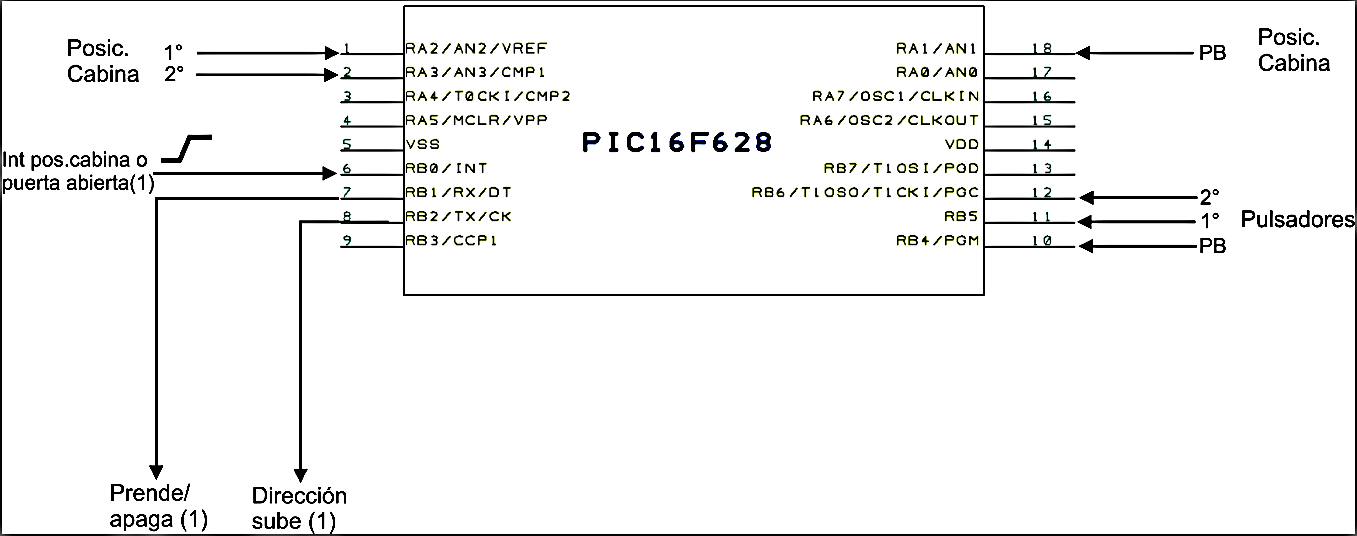 Posic. 1°
Cabina 2°
Int pos.cabina o
puerta abierta(1)
1 RA2/AN2/VREF
2 RA3/AN3/CMP1
3 RA4/T0CKI/CMP2
4 RA5/MCLR/VPP
5 VSS
6 RB0/INT
7 RB1/RX/DT
8 RB2/TX/CK
9 RB3/CCP1
PIC16F628
RA1/AN1 18
RA0/AN0 17
RA7/OSC1/CLKIN 16
RA6/OSC2/CLKOUT 15
VDD 14
RB7/T1OSI/PGD 13
RB6/T1OSO/T1CKI/PGC 12
RB5 11
RB4/PGM 10
PB Posic.
Cabina
2°
1° Pulsadores
PB
Prende/
apaga (1)
Dirección
sube (1)